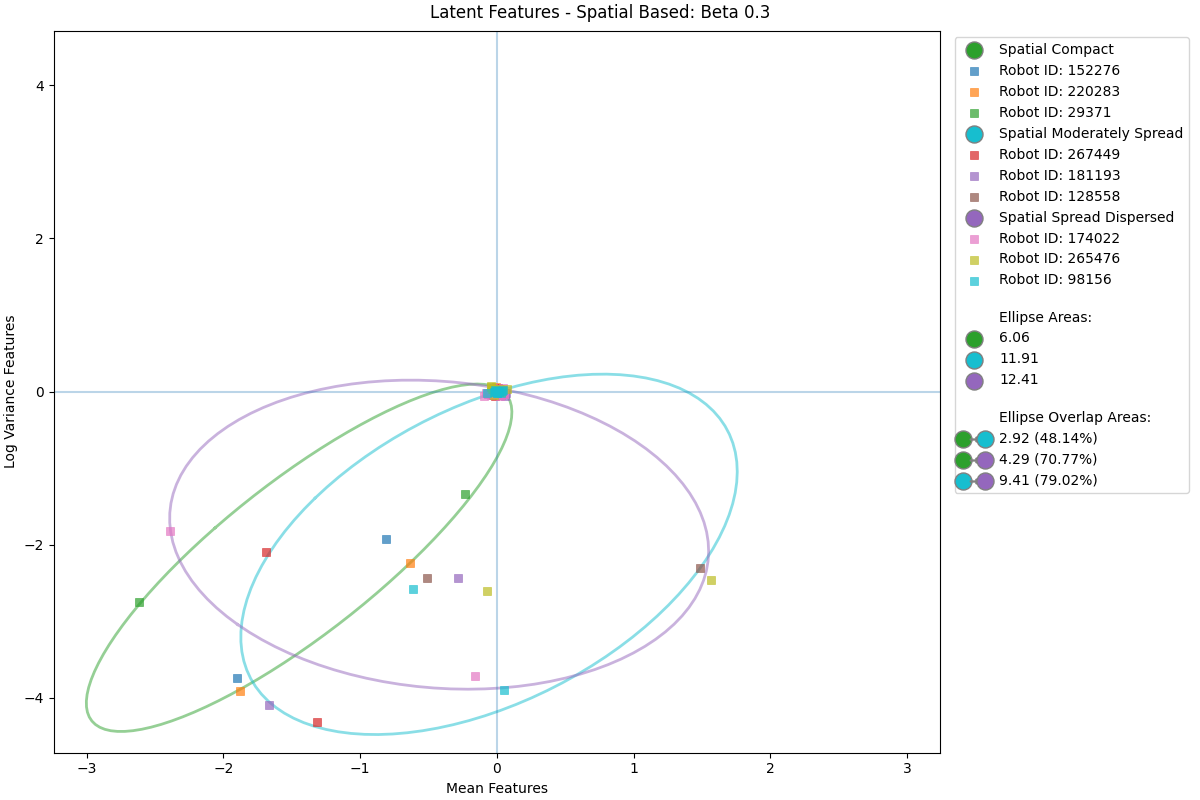 Latent Features - Spatial Based: Beta 0.3
4
2
0
−2
−4
Log Variance Features
−3
−2
−1
0
1
2
3
Mean Features
Spatial Compact
Robot ID: 152276
Robot ID: 220283
Robot ID: 29371
Spatial Moderately Spread
Robot ID: 267449
Robot ID: 181193
Robot ID: 128558
Spatial Spread Dispersed
Robot ID: 174022
Robot ID: 265476
Robot ID: 98156
Ellipse Areas:
6.06
11.91
12.41
Ellipse Overlap Areas:
2.92 (48.14%)
4.29 (70.77%)
9.41 (79.02%)